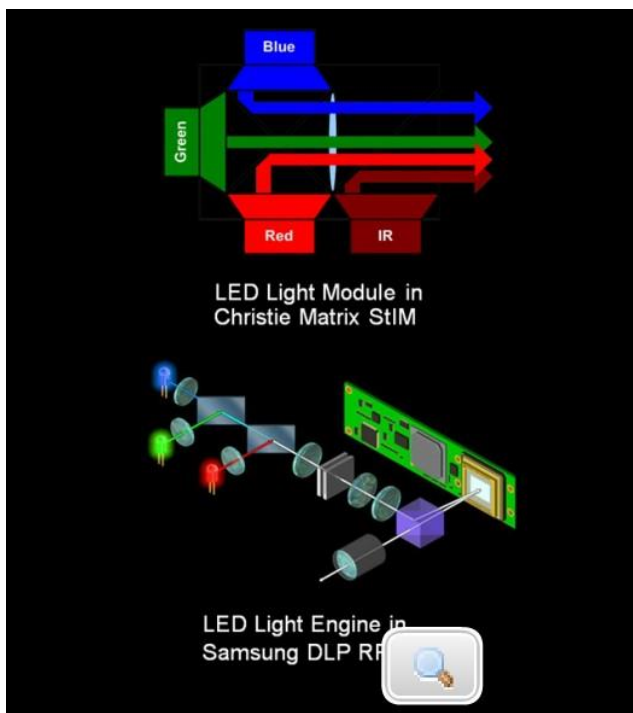 Blue
Green
Red
IR
LED Light Module in
Christie Matrix StIM
LED Light Engine in
Samsung DLP